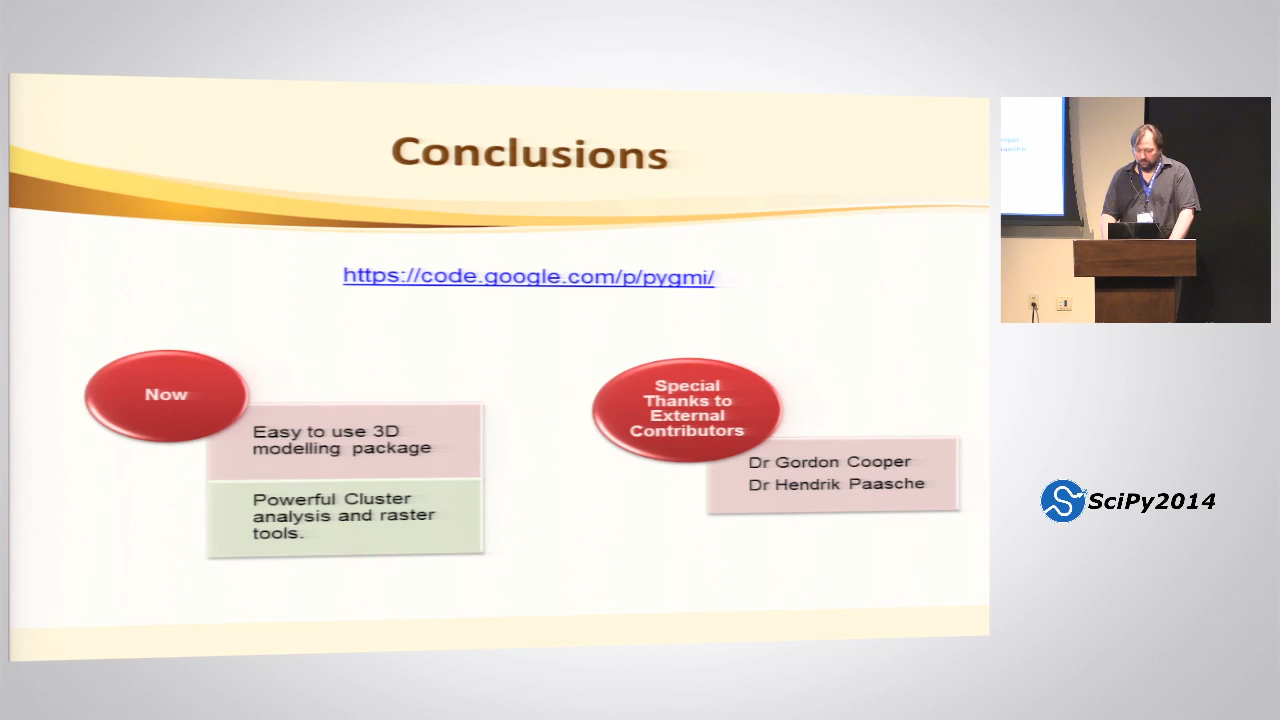 Conclusions
https://code.google.com/p/pygmi/
Now
Easy to use 3D
modelling package
Powerful Cluster
analysis and raster
tools.
Special
Thanks to
External
Contributors
Dr Gordon Cooper
Dr Hendrik Paasche
SciPy2014